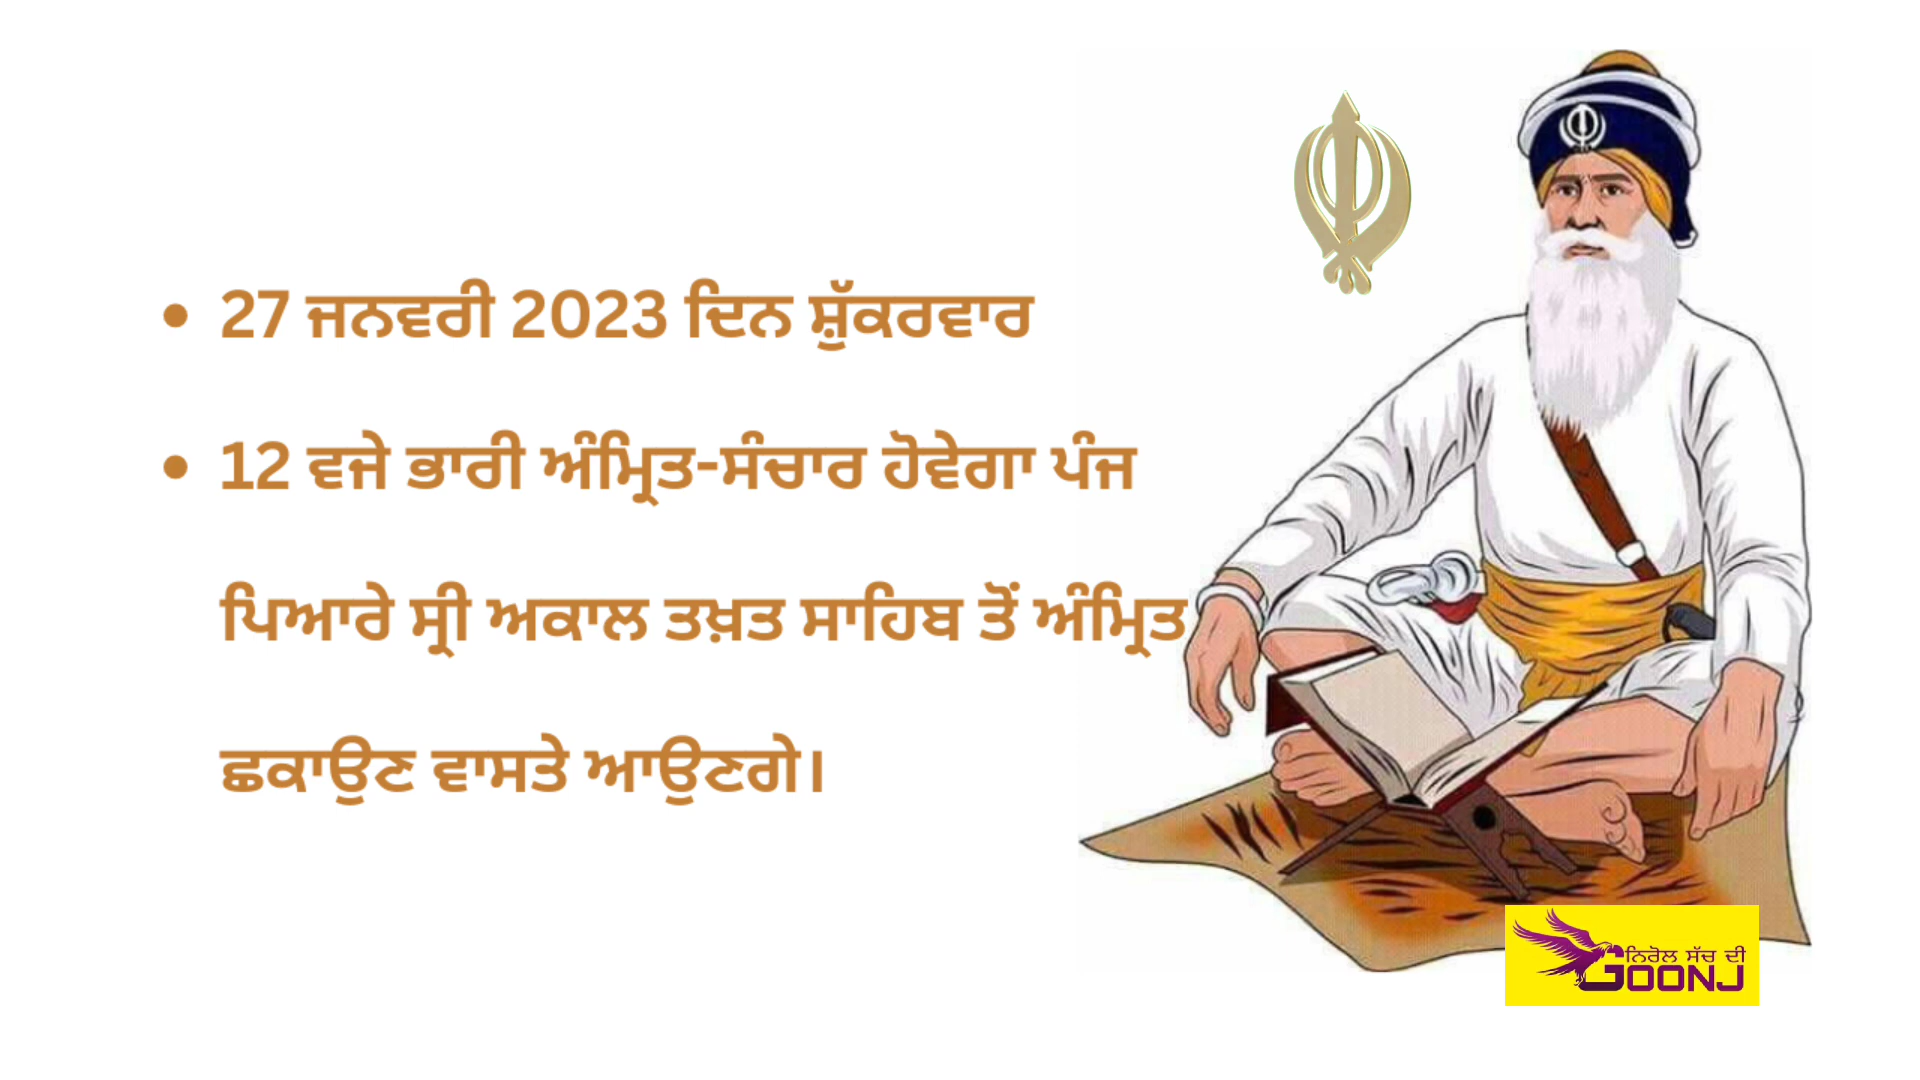 • 27 ਜਨਵਰੀ 2023 ਦਿਨ ਸ਼ੁੱਕਰਵਾਰ
• 12 ਵਜੇ ਭਾਰੀ ਅੰਮ੍ਰਿਤ-ਸੰਚਾਰ ਹੋਵੇਗਾ ਪੰਜ
ਪਿਆਰੇ ਸ੍ਰੀ ਅਕਾਲ ਤਖ਼ਤ ਸਾਹਿਬ ਤੋਂ ਅੰਮ੍ਰਿਤ
ਛਕਾਉਣ ਵਾਸਤੇ ਆਉਣਗੇ।
ਨਿਰੋਲ ਸੱਚ ਦੀ
GOONJ